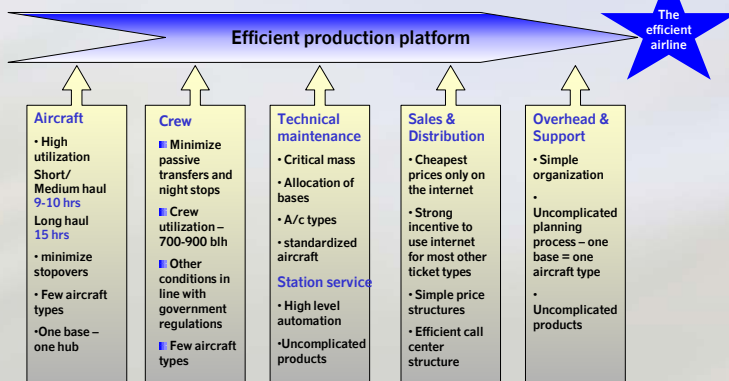 The
efficient
airline
Efficient production platform
Aircraft
• High
utilization
Short/
Medium haul
9-10 hrs
Long haul
15 hrs
• minimize
stopovers
• Few aircraft
types
•One base –
one hub
Crew
Minimize
passive
transfers and
night stops
Crew
utilization –
700-900 blh
Other
conditions in
line with
government
regulations
Few aircraft
types
Technical
maintenance
• Critical mass
• Allocation of
bases
• A/c types
• standardized
aircraft
Station service
• High level
automation
•Uncomplicated
products
Sales &
Distribution
• Cheapest
prices only on
the internet
• Strong
incentive to
use internet
for most other
ticket types
• Simple price
structures
• Efficient call
center
structure
Overhead &
Support
• Simple
organization
•
Uncomplicated
planning
process – one
base = one
aircraft type
•
Uncomplicated
products